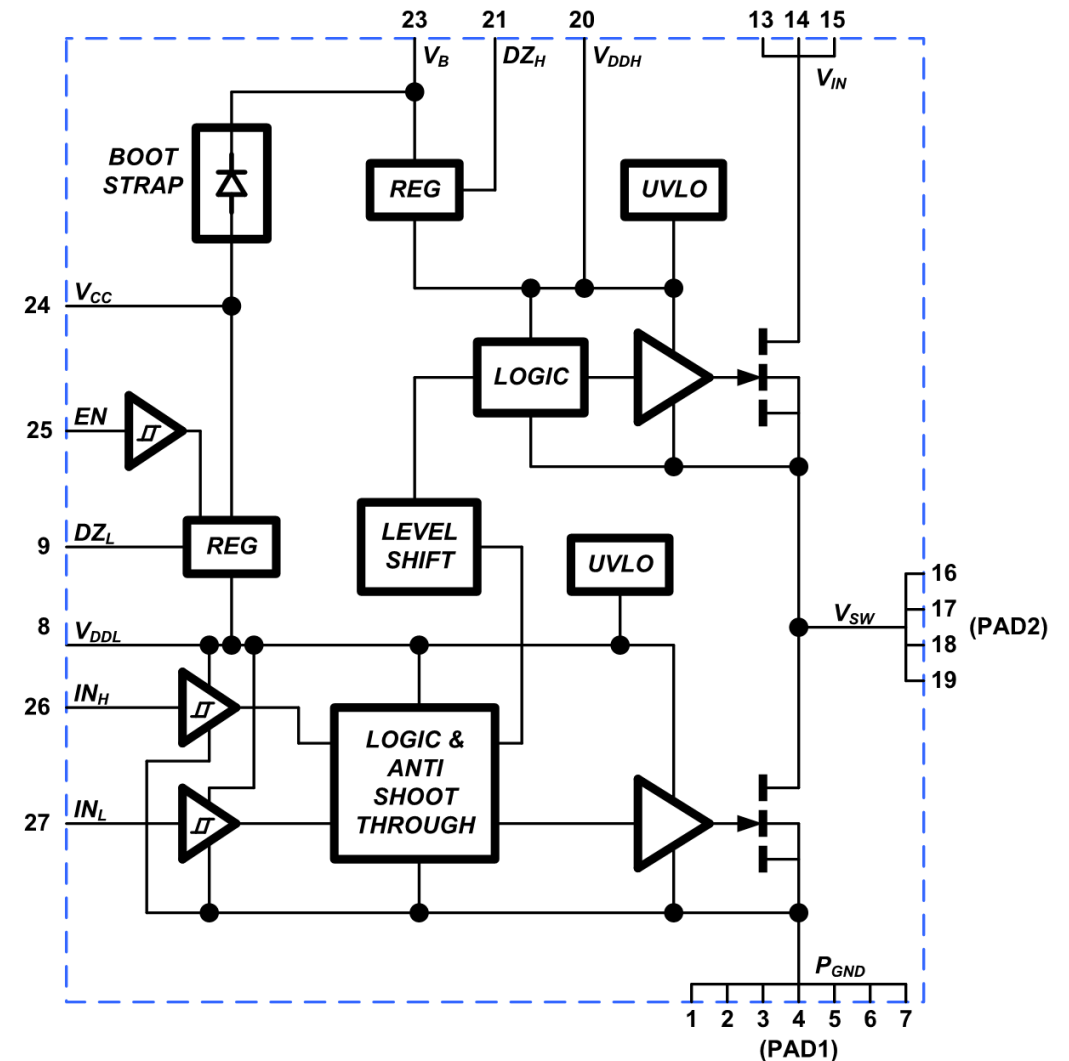 23 21 20 13 14 15
VB DZH VDDH
VIN
BOOT
STRAP
REG UVLO
24 VCC
LOGIC
25 EN
LEVEL
SHIFT
9 DZL
REG
UVLO
16
17
18
19
VSW
(PAD2)
8 VDDL
26 INH
LOGIC &
ANTI
SHOOT
THROUGH
27 INL
PGND
1 2 3 4 5 6 7
(PAD1)